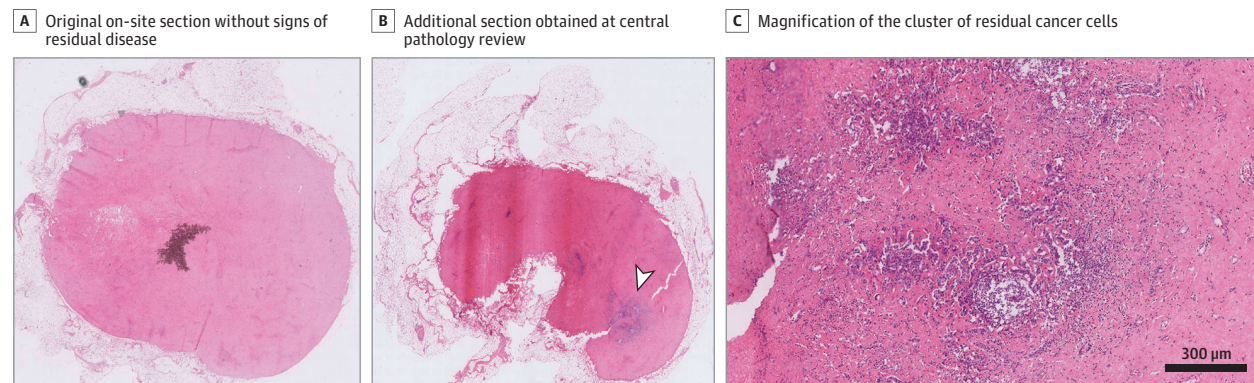 A Original on-site section without signs of
residual disease
B Additional section obtained at central
pathology review
C Magnification of the cluster of residual cancer cells
300 μm